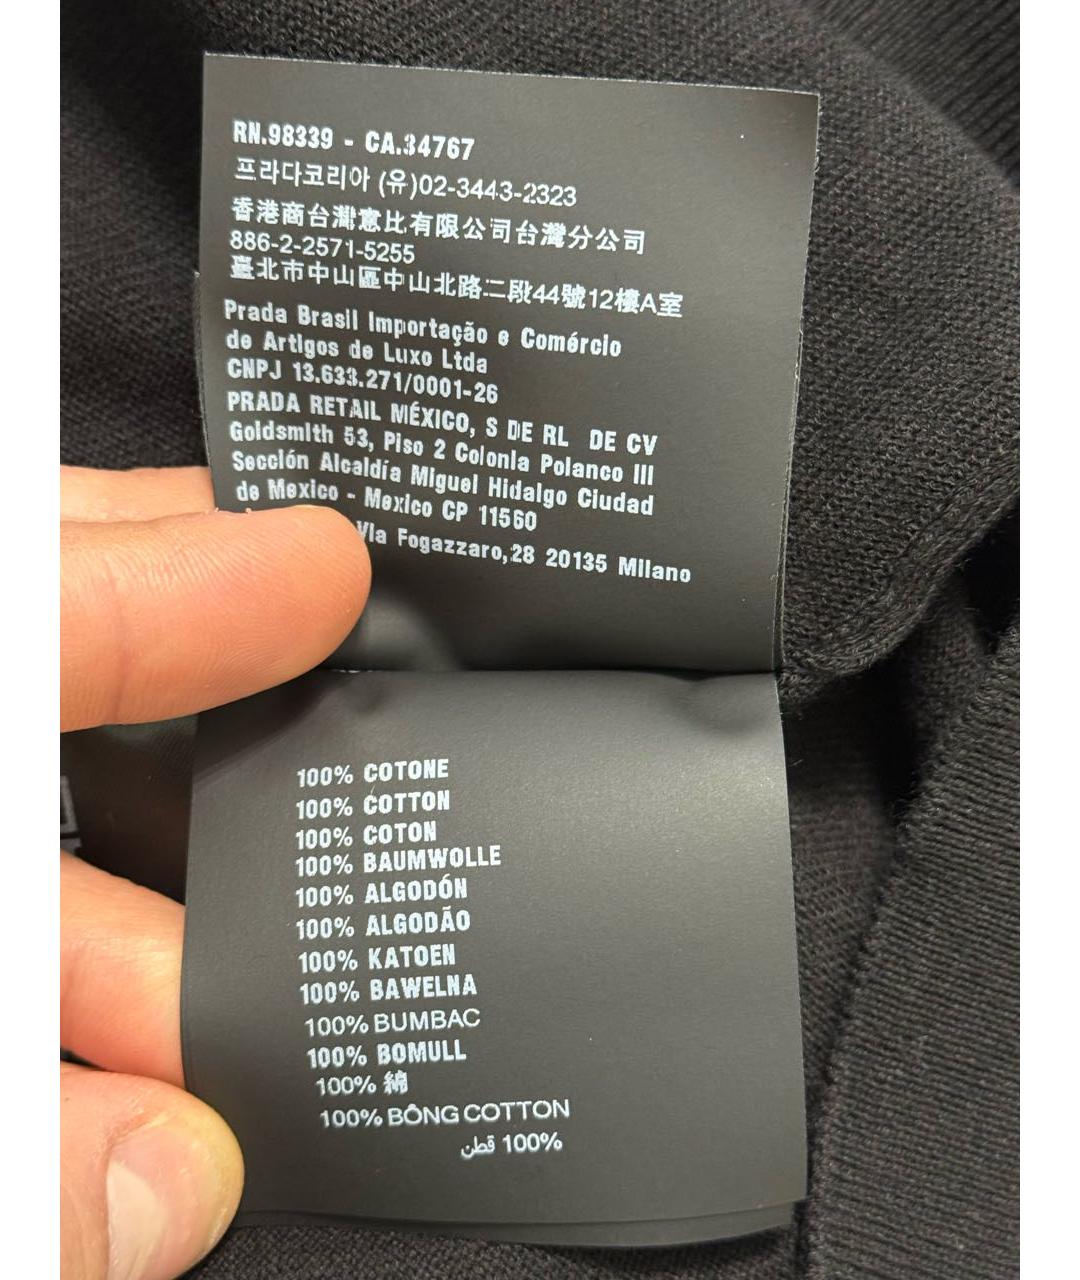 RN.98339 - CA.34767
프라다코리아 (유)02-3443-2323
香港商台灣意比有限公司台灣分公司
886-2-2571-5255
臺北市中山區中山北路二段44號12樓A室
Prada Brasil Importação e Comércio
de Artigos de Luxo Ltda
CNPJ 13.633.271/0001-26
PRADA RETAIL MÉXICO, S DE RL DE CV
Goldsmith 53, Piso 2 Colonia Polanco III
Sección Alcaldía Miguel Hidalgo Ciudad
de Mexico - Mexico CP 11560
Via Fogazzaro,28 20135 Milano
100% COTONE
100% COTTON
100% COTON
100% BAUMWOLLE
100% ALGODÓN
100% ALGODÃO
100% KATOEN
100% BAWELNA
100% BUMBAC
100% BOMULL
100% 綿
100% BÔNG COTTON
100% قطن